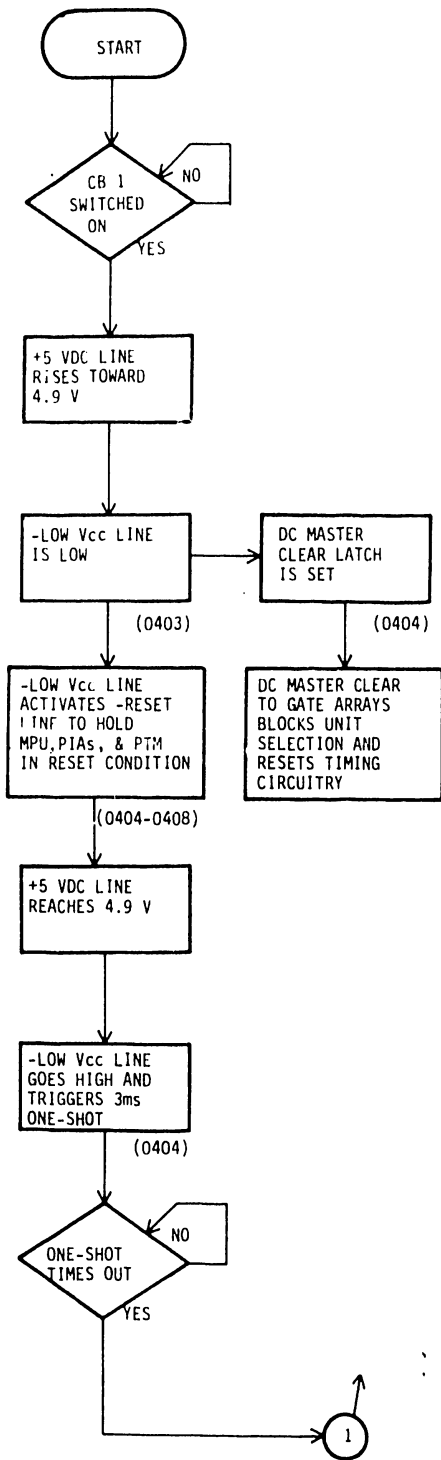 START
CB 1
SWITCHED
ON
NO
YES
+5 VDC LINE
RISES TOWARD
4.9 V
-LOW Vcc LINE
IS LOW
(0403)
DC MASTER
CLEAR LATCH
IS SET
(0404)
-LOW Vcc LINE
ACTIVATES -RESET
LINE TO HOLD
MPU,PIAs, & PTM
IN RESET CONDITION
(0404-0408)
DC MASTER CLEAR
TO GATE ARRAYS
BLOCKS UNIT
SELECTION AND
RESETS TIMING
CIRCUITRY
+5 VDC LINE
REACHES 4.9 V
-LOW Vcc LINE
GOES HIGH AND
TRIGGERS 3ms
ONE-SHOT
(0404)
ONE-SHOT
TIMES OUT
NO
YES
1